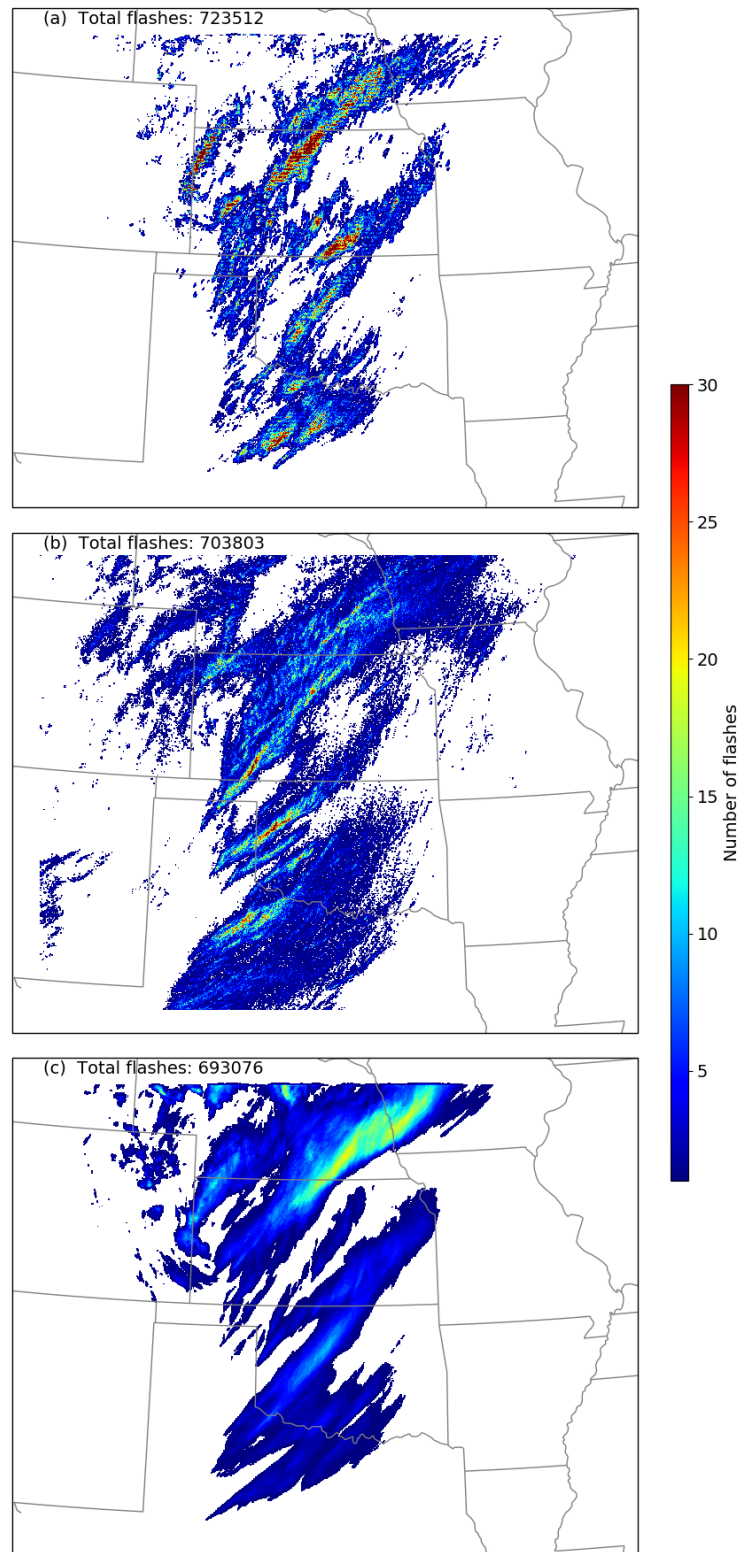 (a) Total flashes: 723512
(b) Total flashes: 703803
(c) Total flashes: 693076
30
25
20
15
10
5
Number of flashes